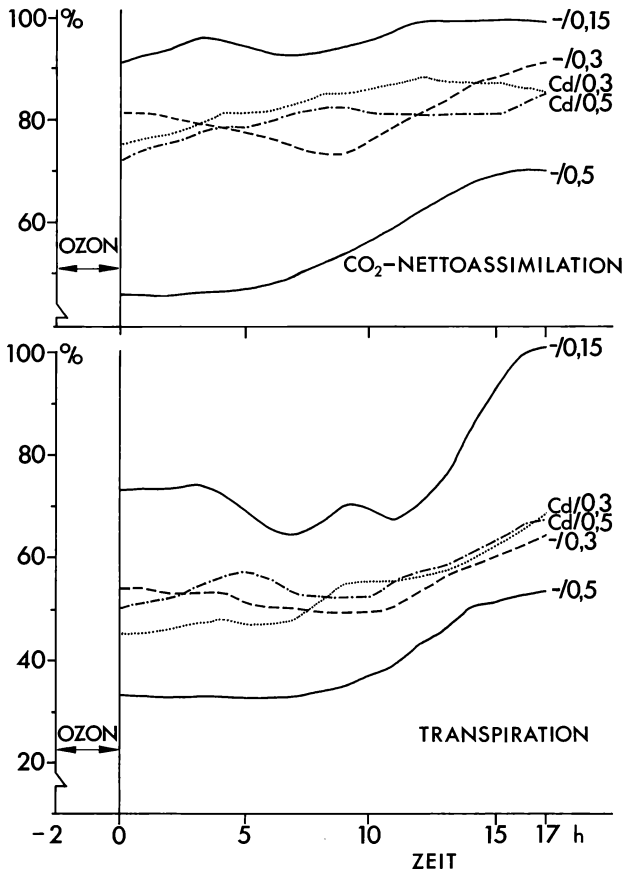 100 %
-/0,15
-/0,3
Cd/0,3
80
Cd/0,5
-/0,5
60
OZON
CO₂-NETTOASSIMILATION
100 %
-/0,15
80
Cd/0,3
Cd/0,5
60
-/0,3
-/0,5
40
OZON
TRANSPIRATION
20
-2 0 5 10 15 17 h
ZEIT